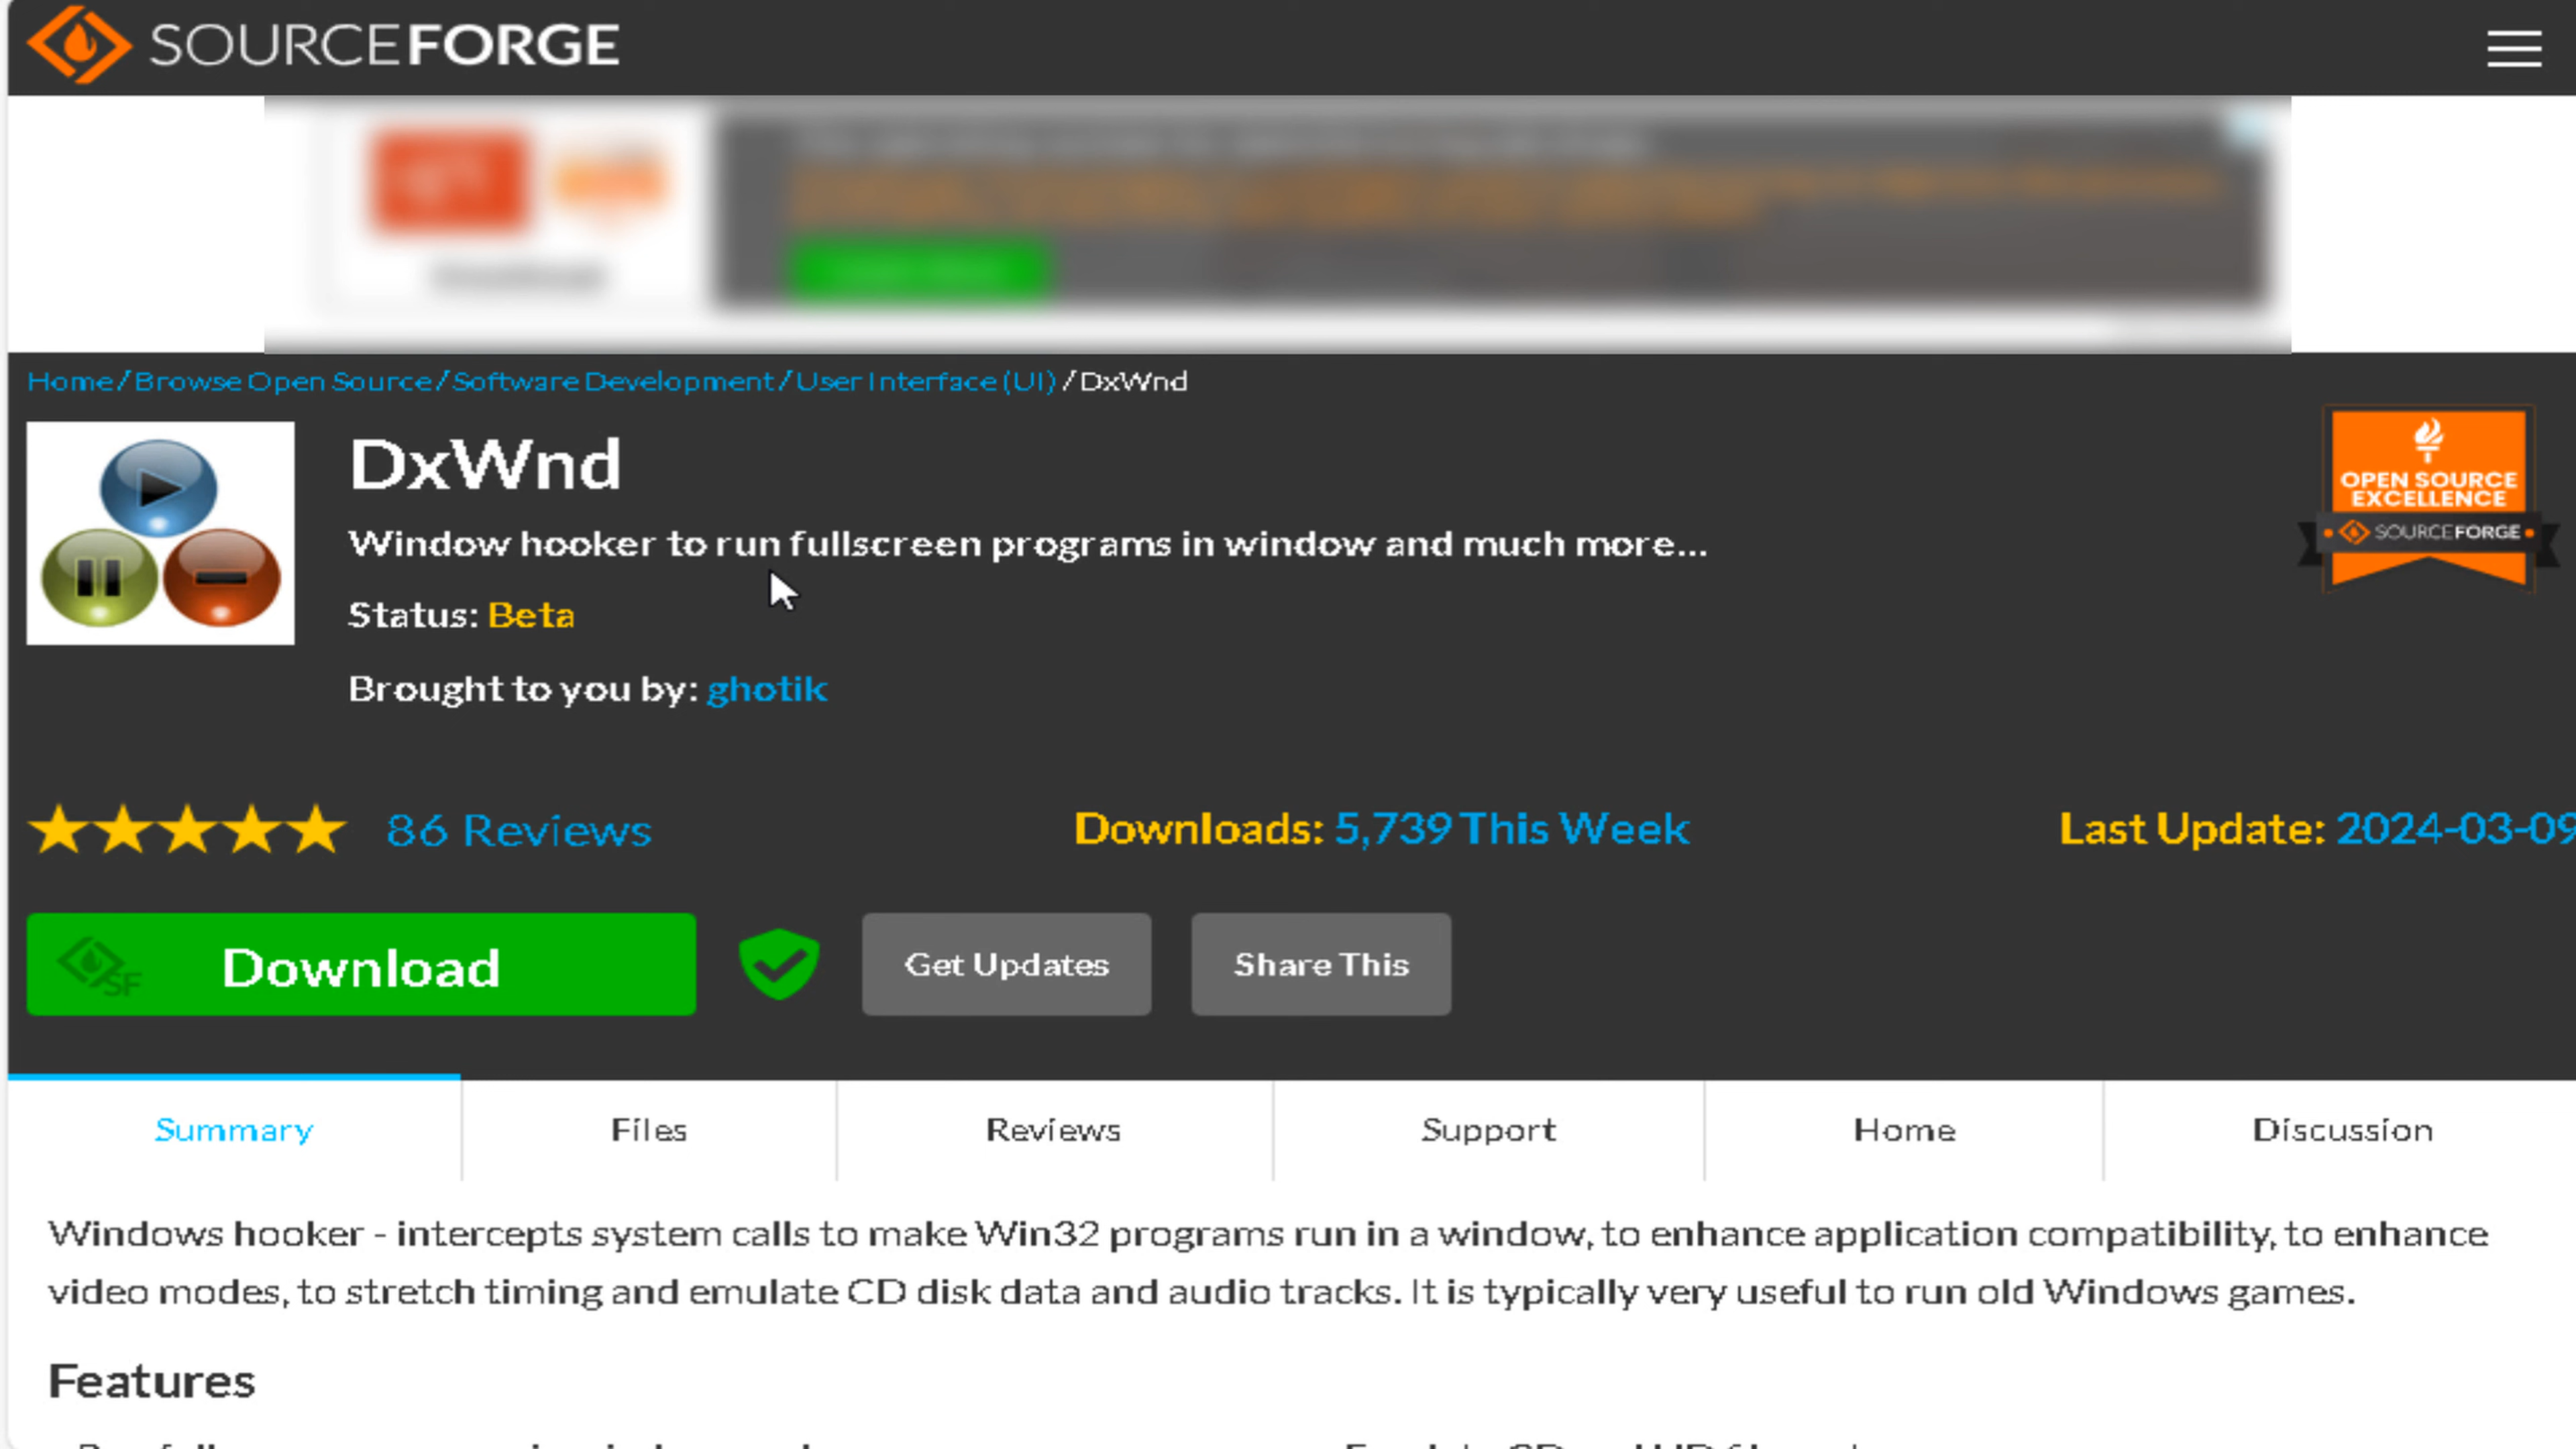 SOURCEFORGE
Home / Browse Open Source / Software Development / User Interface (UI) / DxWnd
DxWnd
Window hooker to run fullscreen programs in window and much more...
Status: Beta
Brought to you by: ghotik
OPEN SOURCE
EXCELLENCE
SOURCEFORGE
86 Reviews
Downloads: 5,739 This Week
Last Update: 2024-03-09
SF
Download
Get Updates
Share This
Summary
Files
Reviews
Support
Home
Discussion
Windows hooker - intercepts system calls to make Win32 programs run in a window, to enhance application compatibility, to enhance
video modes, to stretch timing and emulate CD disk data and audio tracks. It is typically very useful to run old Windows games.
Features